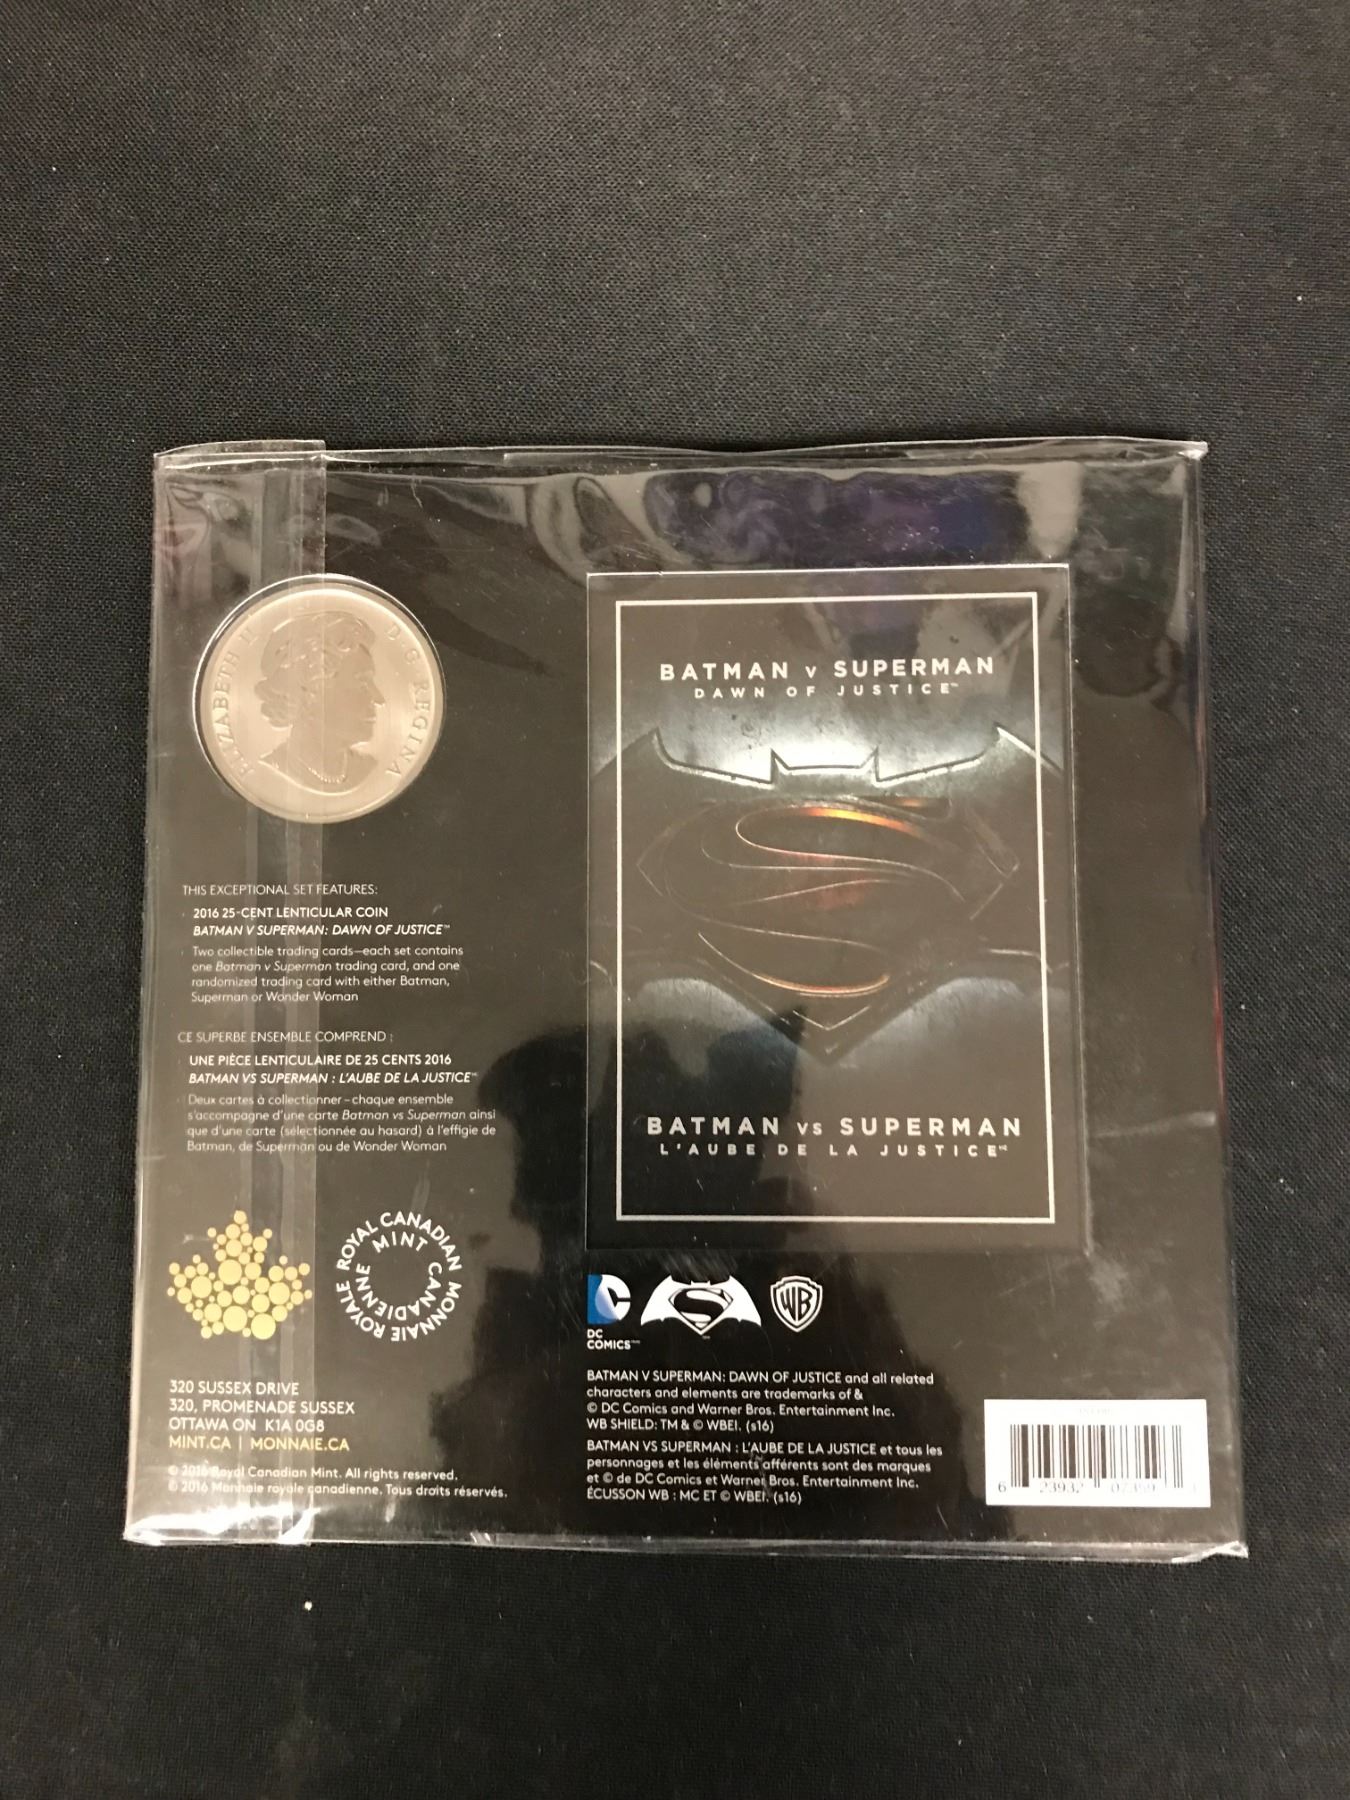 ELIZABETH II D·G·REGINA
THIS EXCEPTIONAL SET FEATURES:
2016 25-CENT LENTICULAR COIN
BATMAN V SUPERMAN: DAWN OF JUSTICE™
Two collectible trading cards—each set contains
one Batman v Superman trading card, and one
randomized trading card with either Batman,
Superman or Wonder Woman
CE SUPERBE ENSEMBLE COMPREND :
UNE PIÈCE LENTICULAIRE DE 25 CENTS 2016
BATMAN VS SUPERMAN : L'AUBE DE LA JUSTICE™
Deux cartes à collectionner – chaque ensemble
s'accompagne d'une carte Batman vs Superman ainsi
que d'une carte (sélectionnée au hasard) à l'effigie de
Batman, de Superman ou de Wonder Woman
ROYAL CANADIAN MINT
MONNAIE ROYALE CANADIENNE
320 SUSSEX DRIVE
320, PROMENADE SUSSEX
OTTAWA ON K1A 0G8
MINT.CA | MONNAIE.CA
© 2016 Royal Canadian Mint. All rights reserved.
© 2016 Monnaie royale canadienne. Tous droits réservés.
BATMAN V SUPERMAN
DAWN OF JUSTICE™
BATMAN VS SUPERMAN
L'AUBE DE LA JUSTICE
DC
COMICS™
WB
BATMAN V SUPERMAN: DAWN OF JUSTICE and all related
characters and elements are trademarks of &
© DC Comics and Warner Bros. Entertainment Inc.
WB SHIELD: TM & © WBEI. (s16)
BATMAN VS SUPERMAN : L'AUBE DE LA JUSTICE et tous les
personnages et les éléments afférents sont des marques
et © de DC Comics et Warner Bros. Entertainment Inc.
ÉCUSSON WB : MC ET © WBEI. (s16)
6 23932